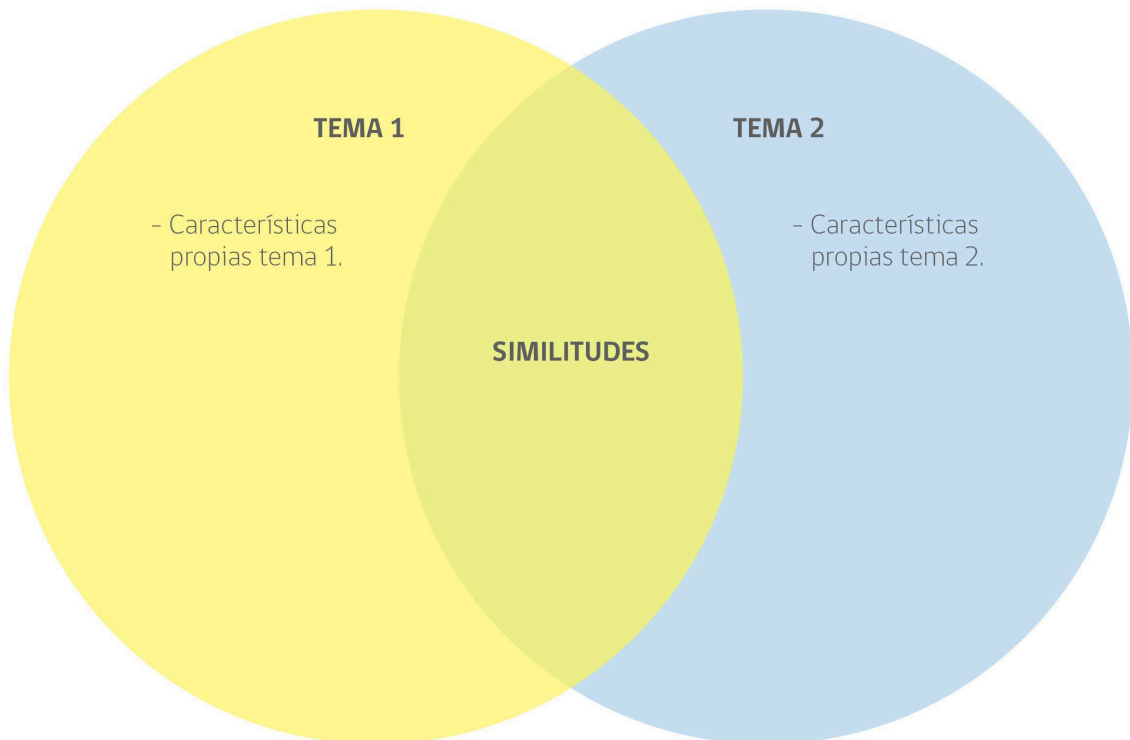 TEMA 1
TEMA 2
- Características
propias tema 1.
- Características
propias tema 2.
SIMILITUDES